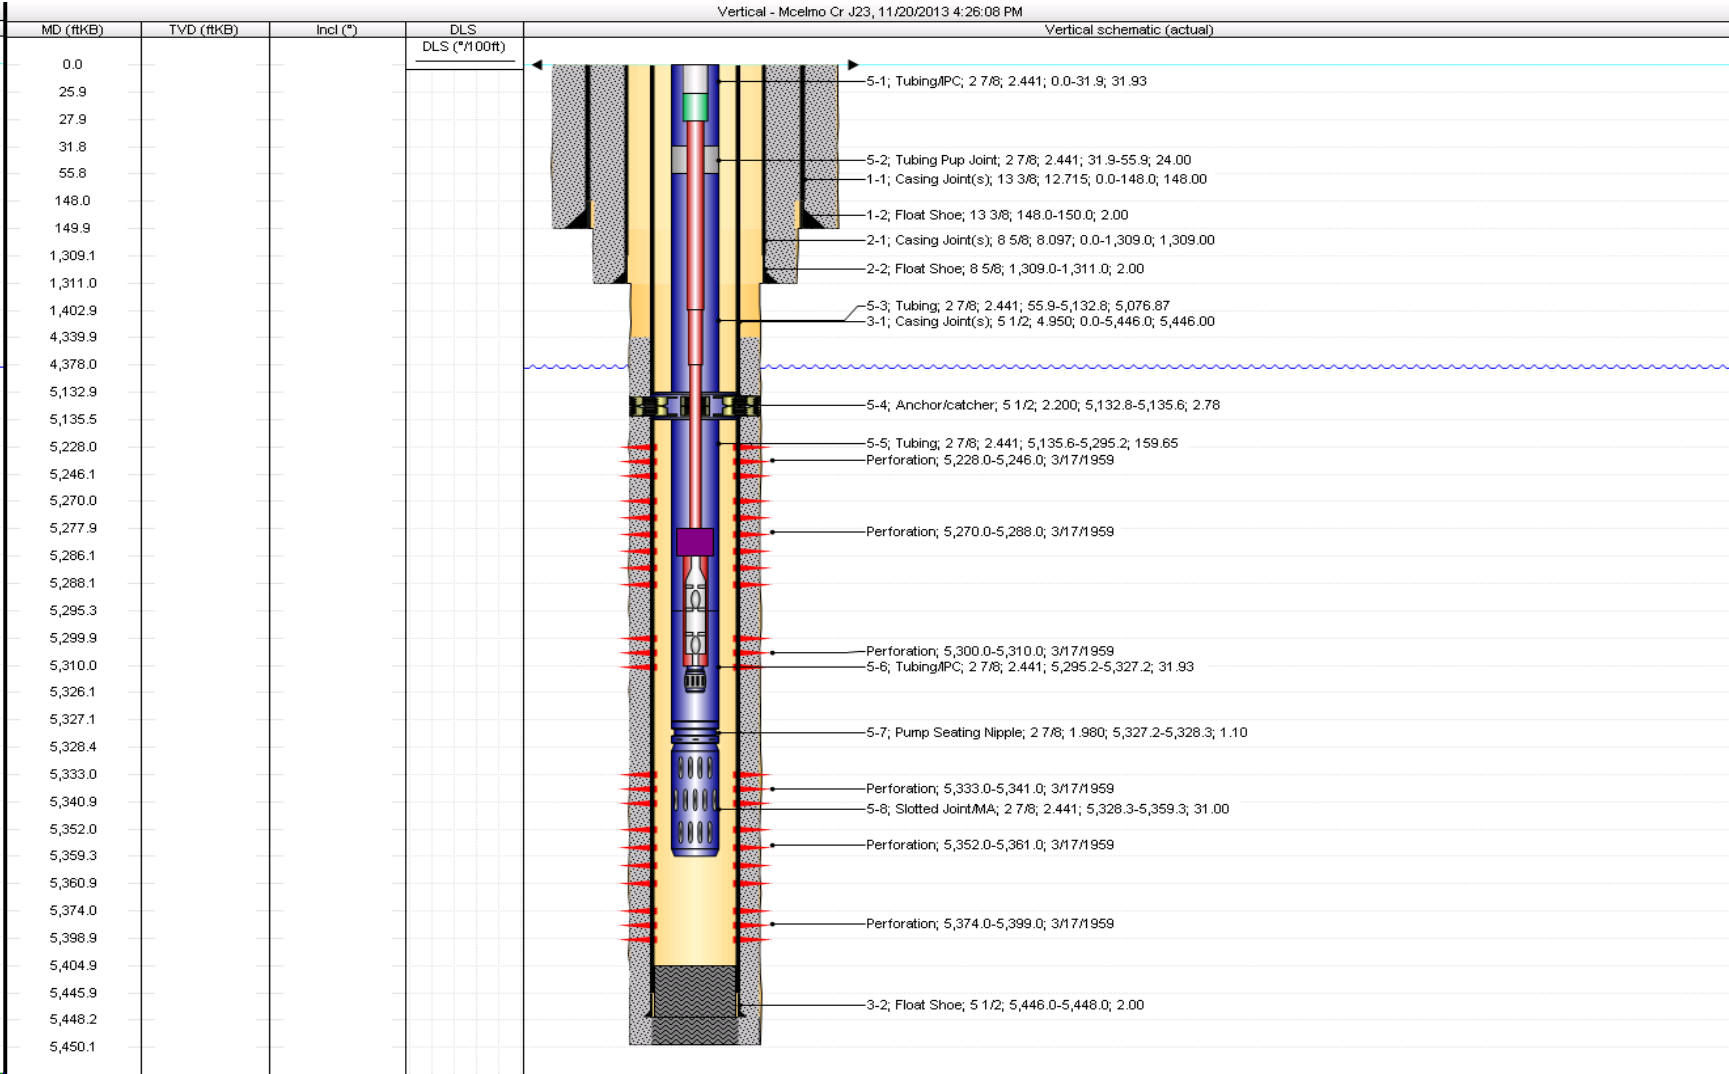 Vertical - Mcelmo Cr J23, 11/20/2013 4:26:08 PM
MD (ftKB) TVD (ftKB) Incl (°) DLS Vertical schematic (actual)
DLS (°/100ft)
0.0
5-1; Tubing/IPC; 2 7/8; 2.441; 0.0-31.9; 31.93
25.9
27.9
31.8
5-2; Tubing Pup Joint; 2 7/8; 2.441; 31.9-55.9; 24.00
55.8
1-1; Casing Joint(s); 13 3/8; 12.715; 0.0-148.0; 148.00
148.0
1-2; Float Shoe; 13 3/8; 148.0-150.0; 2.00
149.9
2-1; Casing Joint(s); 8 5/8; 8.097; 0.0-1,309.0; 1,309.00
1,309.1
2-2; Float Shoe; 8 5/8; 1,309.0-1,311.0; 2.00
1,311.0
5-3; Tubing; 2 7/8; 2.441; 55.9-5,132.8; 5,076.87
1,402.9
3-1; Casing Joint(s); 5 1/2; 4.950; 0.0-5,446.0; 5,446.00
4,339.9
4,378.0
5,132.9
5-4; Anchor/catcher; 5 1/2; 2.200; 5,132.8-5,135.6; 2.78
5,135.5
5-5; Tubing; 2 7/8; 2.441; 5,135.6-5,295.2; 159.65
5,228.0
Perforation; 5,228.0-5,246.0; 3/17/1959
5,246.1
5,270.0
5,277.9
Perforation; 5,270.0-5,288.0; 3/17/1959
5,286.1
5,288.1
5,295.3
5,299.9
Perforation; 5,300.0-5,310.0; 3/17/1959
5,310.0
5-6; Tubing/IPC; 2 7/8; 2.441; 5,295.2-5,327.2; 31.93
5,326.1
5,327.1
5-7; Pump Seating Nipple; 2 7/8; 1.980; 5,327.2-5,328.3; 1.10
5,328.4
5,333.0
Perforation; 5,333.0-5,341.0; 3/17/1959
5,340.9
5-8; Slotted Joint/MA; 2 7/8; 2.441; 5,328.3-5,359.3; 31.00
5,352.0
Perforation; 5,352.0-5,361.0; 3/17/1959
5,359.3
5,360.9
5,374.0
Perforation; 5,374.0-5,399.0; 3/17/1959
5,398.9
5,404.9
5,445.9
3-2; Float Shoe; 5 1/2; 5,446.0-5,448.0; 2.00
5,448.2
5,450.1